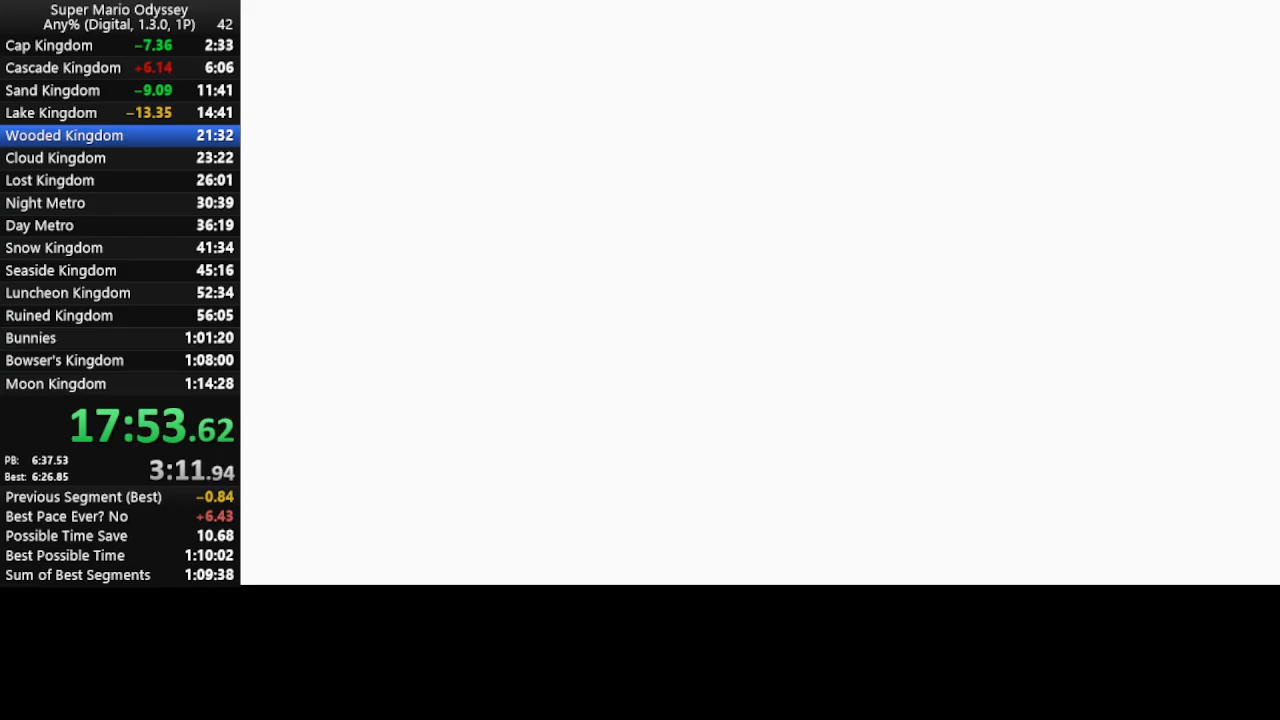 Super Mario Odyssey
Any% (Digital, 1.3.0, 1P) 42
Cap Kingdom −7.36 2:33
Cascade Kingdom +6.14 6:06
Sand Kingdom −9.09 11:41
Lake Kingdom −13.35 14:41
Wooded Kingdom 21:32
Cloud Kingdom 23:22
Lost Kingdom 26:01
Night Metro 30:39
Day Metro 36:19
Snow Kingdom 41:34
Seaside Kingdom 45:16
Luncheon Kingdom 52:34
Ruined Kingdom 56:05
Bunnies 1:01:20
Bowser's Kingdom 1:08:00
Moon Kingdom 1:14:28
17:53.62
PB: 6:37.53
Best: 6:26.85
3:11.94
Previous Segment (Best) −0.84
Best Pace Ever? No +6.43
Possible Time Save 10.68
Best Possible Time 1:10:02
Sum of Best Segments 1:09:38